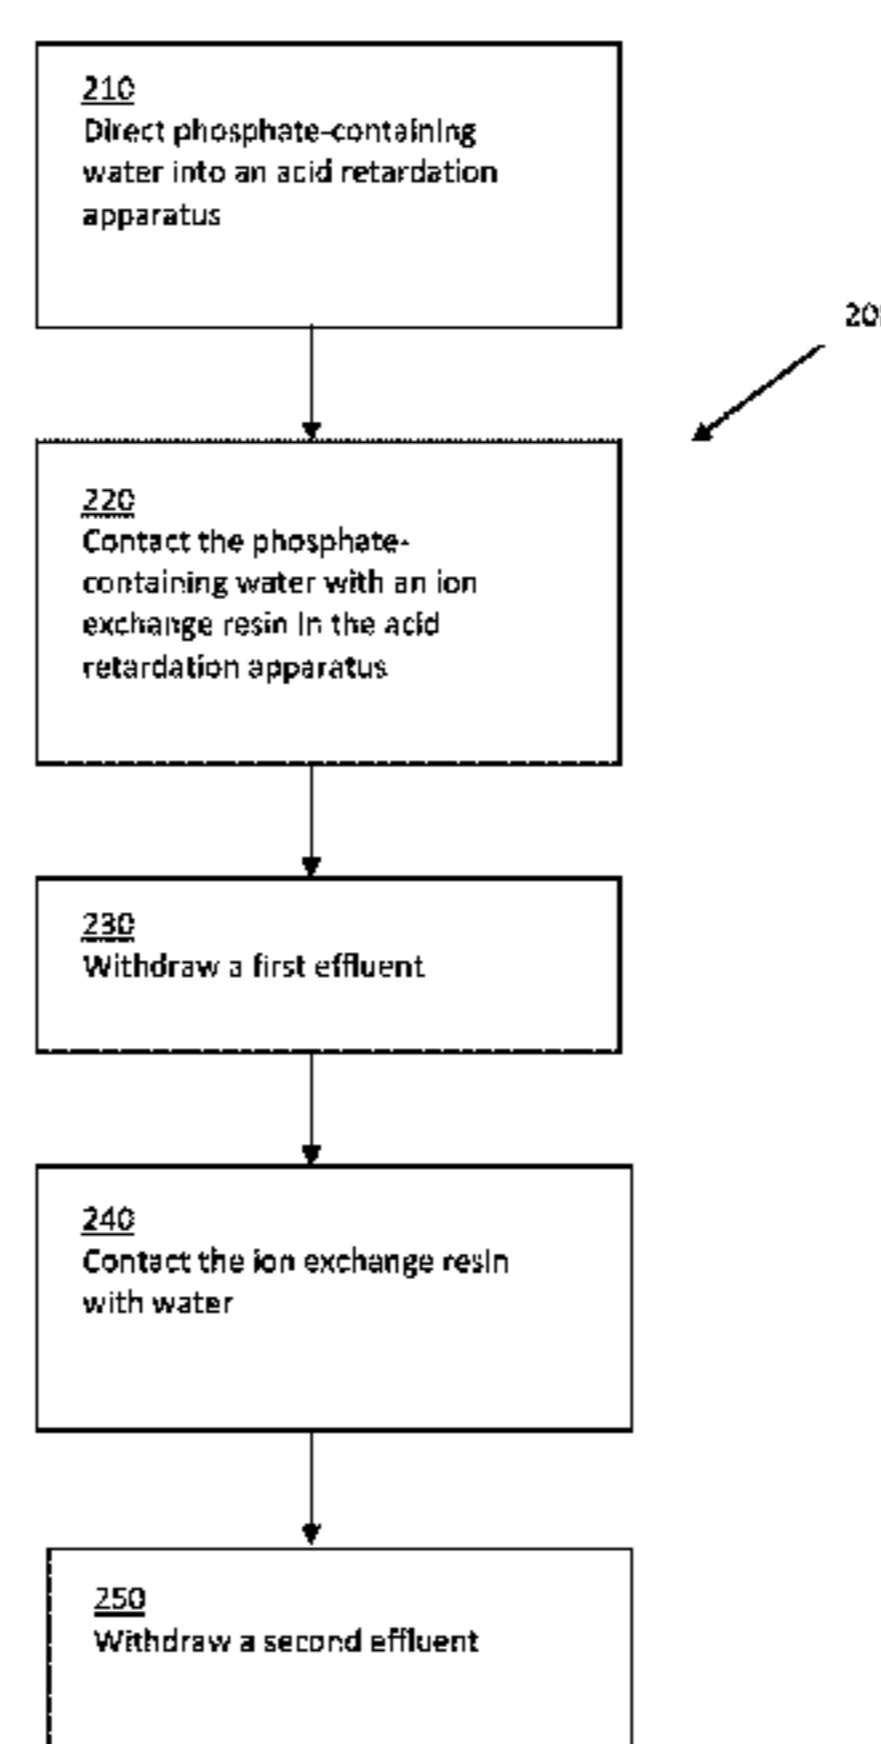 210
Direct phosphate-containing
water into an acid retardation
apparatus
220
Contact the phosphate-
containing water with an ion
exchange resin in the acid
retardation apparatus
230
Withdraw a first effluent
240
Contact the ion exchange resin
with water
250
Withdraw a second effluent